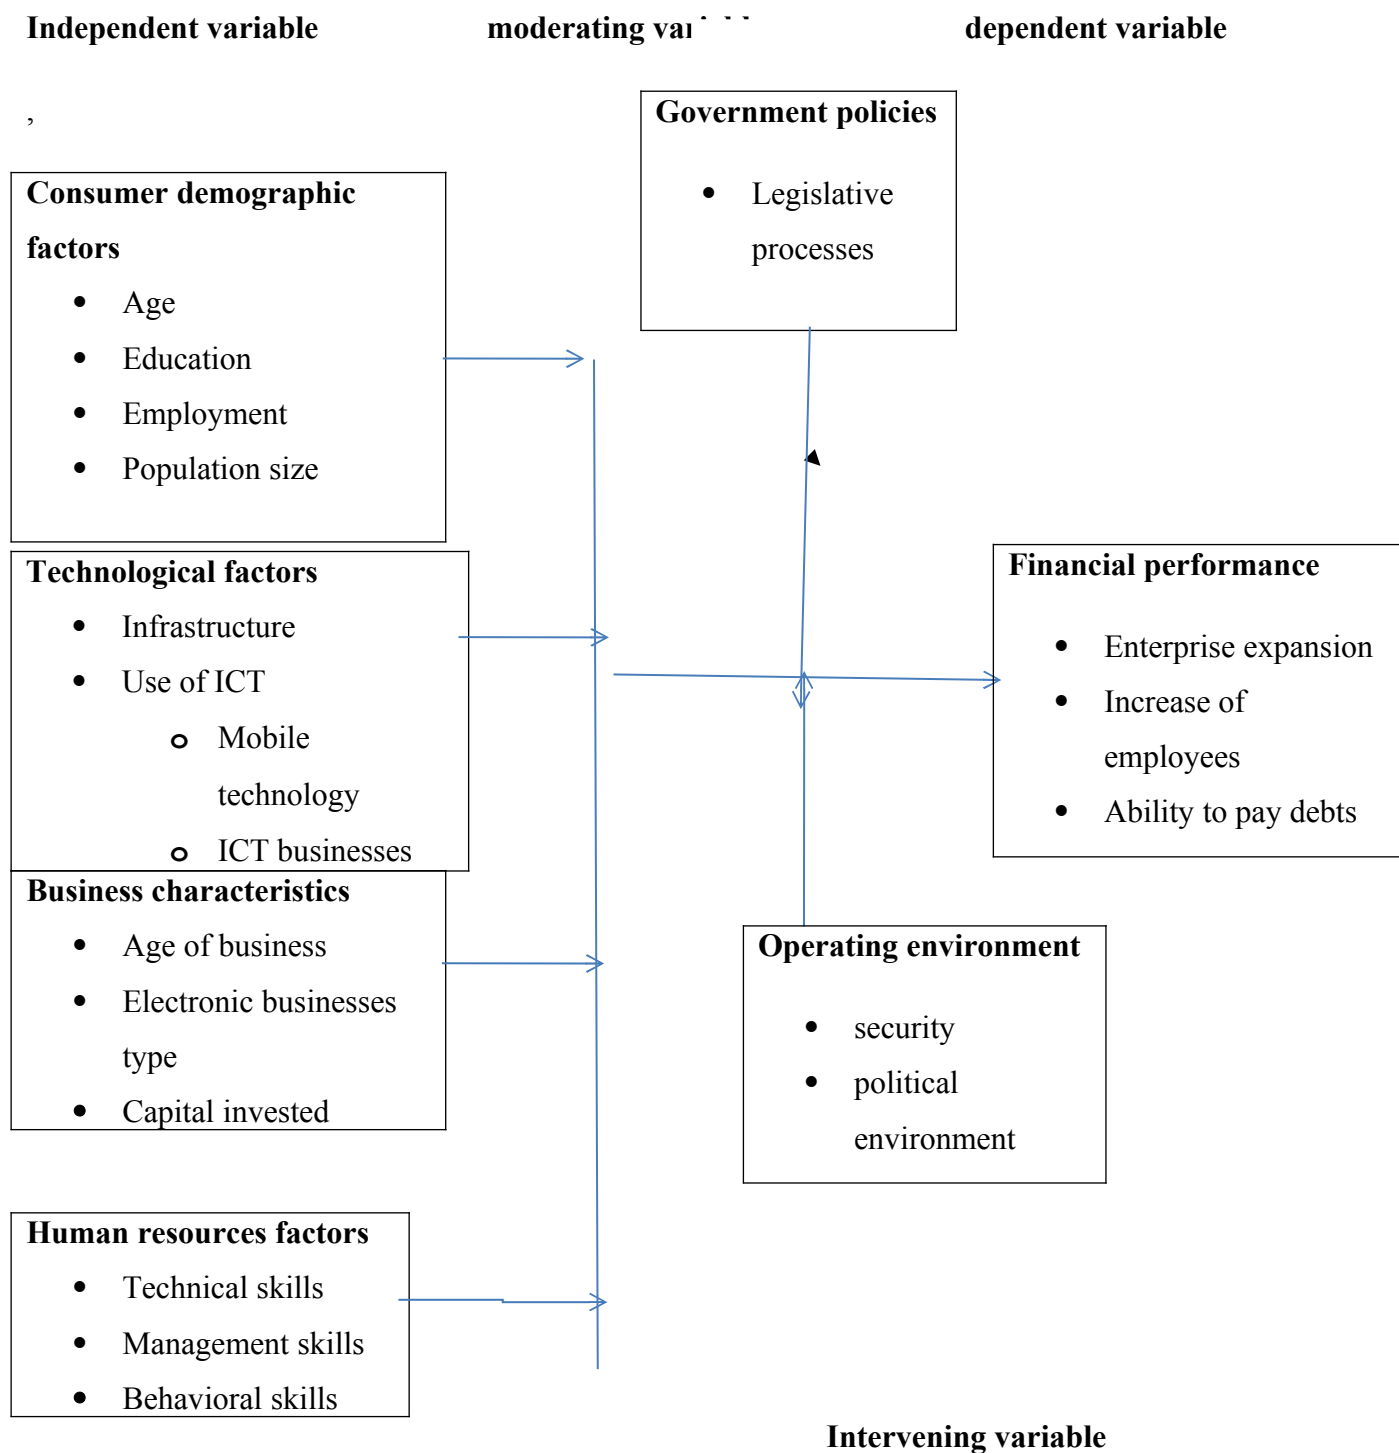 Independent variable moderating dependent variable
,
Government policies
• Legislative
processes
Consumer demographic
factors
• Age
• Education
• Employment
• Population size
Technological factors
• Infrastructure
• Use of ICT
o Mobile
technology
o ICT businesses
Financial performance
• Enterprise expansion
• Increase of
employees
• Ability to pay debts
Business characteristics
• Age of business
• Electronic businesses
type
• Capital invested
Operating environment
• security
• political
environment
Human resources factors
• Technical skills
• Management skills
• Behavioral skills
Intervening variable